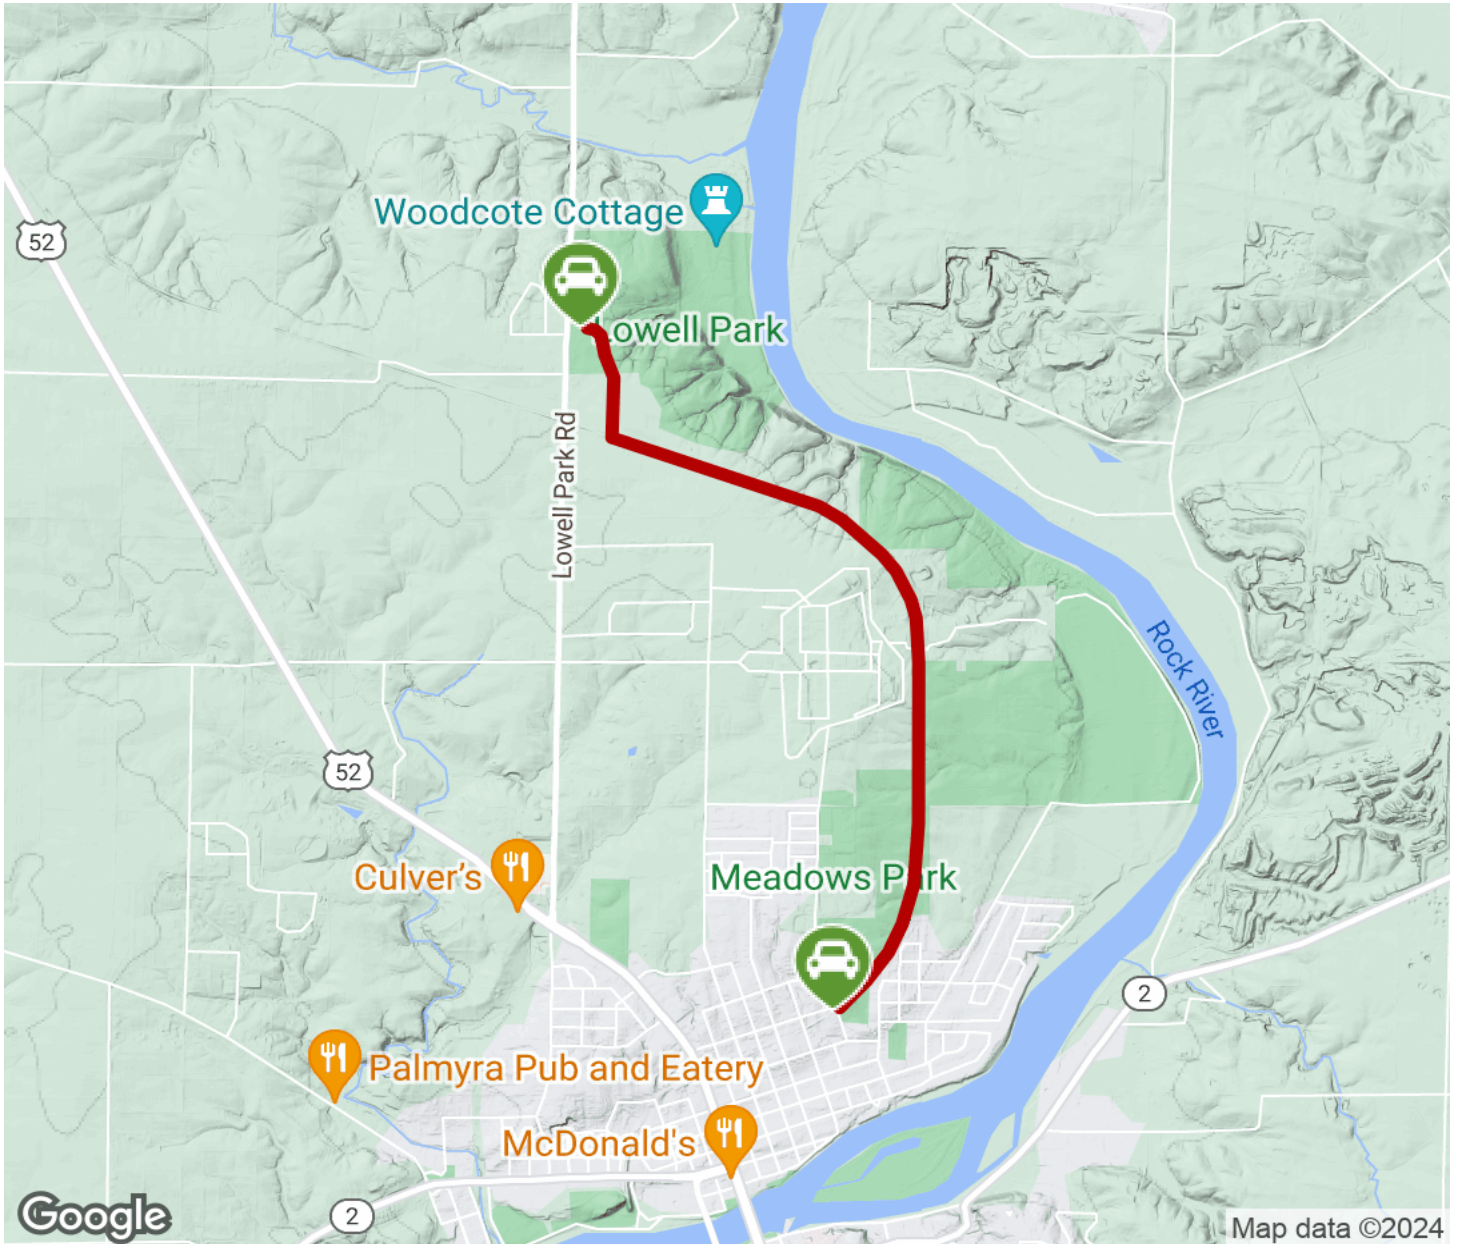 Woodcote Cottage
52
Lowell Park
Lowell Park Rd
Rock River
52
Culver's
Meadows Park
2
Palmyra Pub and Eatery
McDonald's
2
Google
Map data ©2024